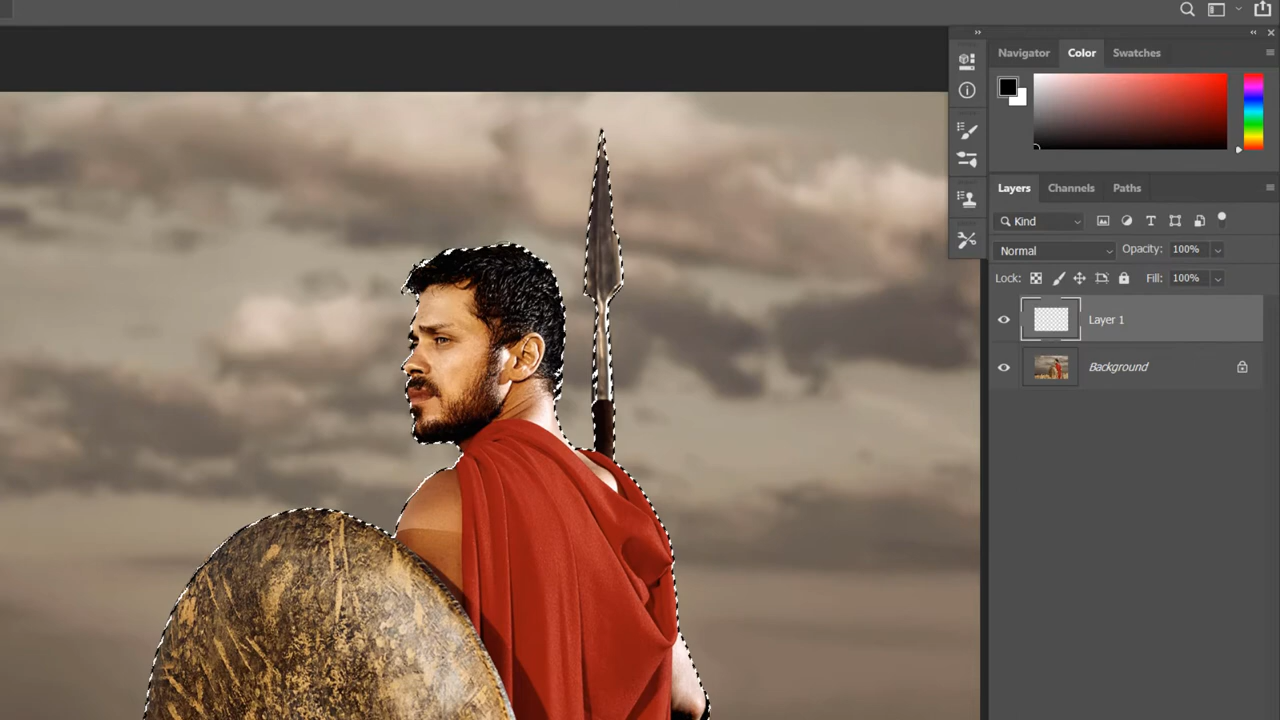 Navigator Color Swatches
Layers Channels Paths
Kind
Normal Opacity: 100%
Lock: Fill: 100%
Layer 1
Background